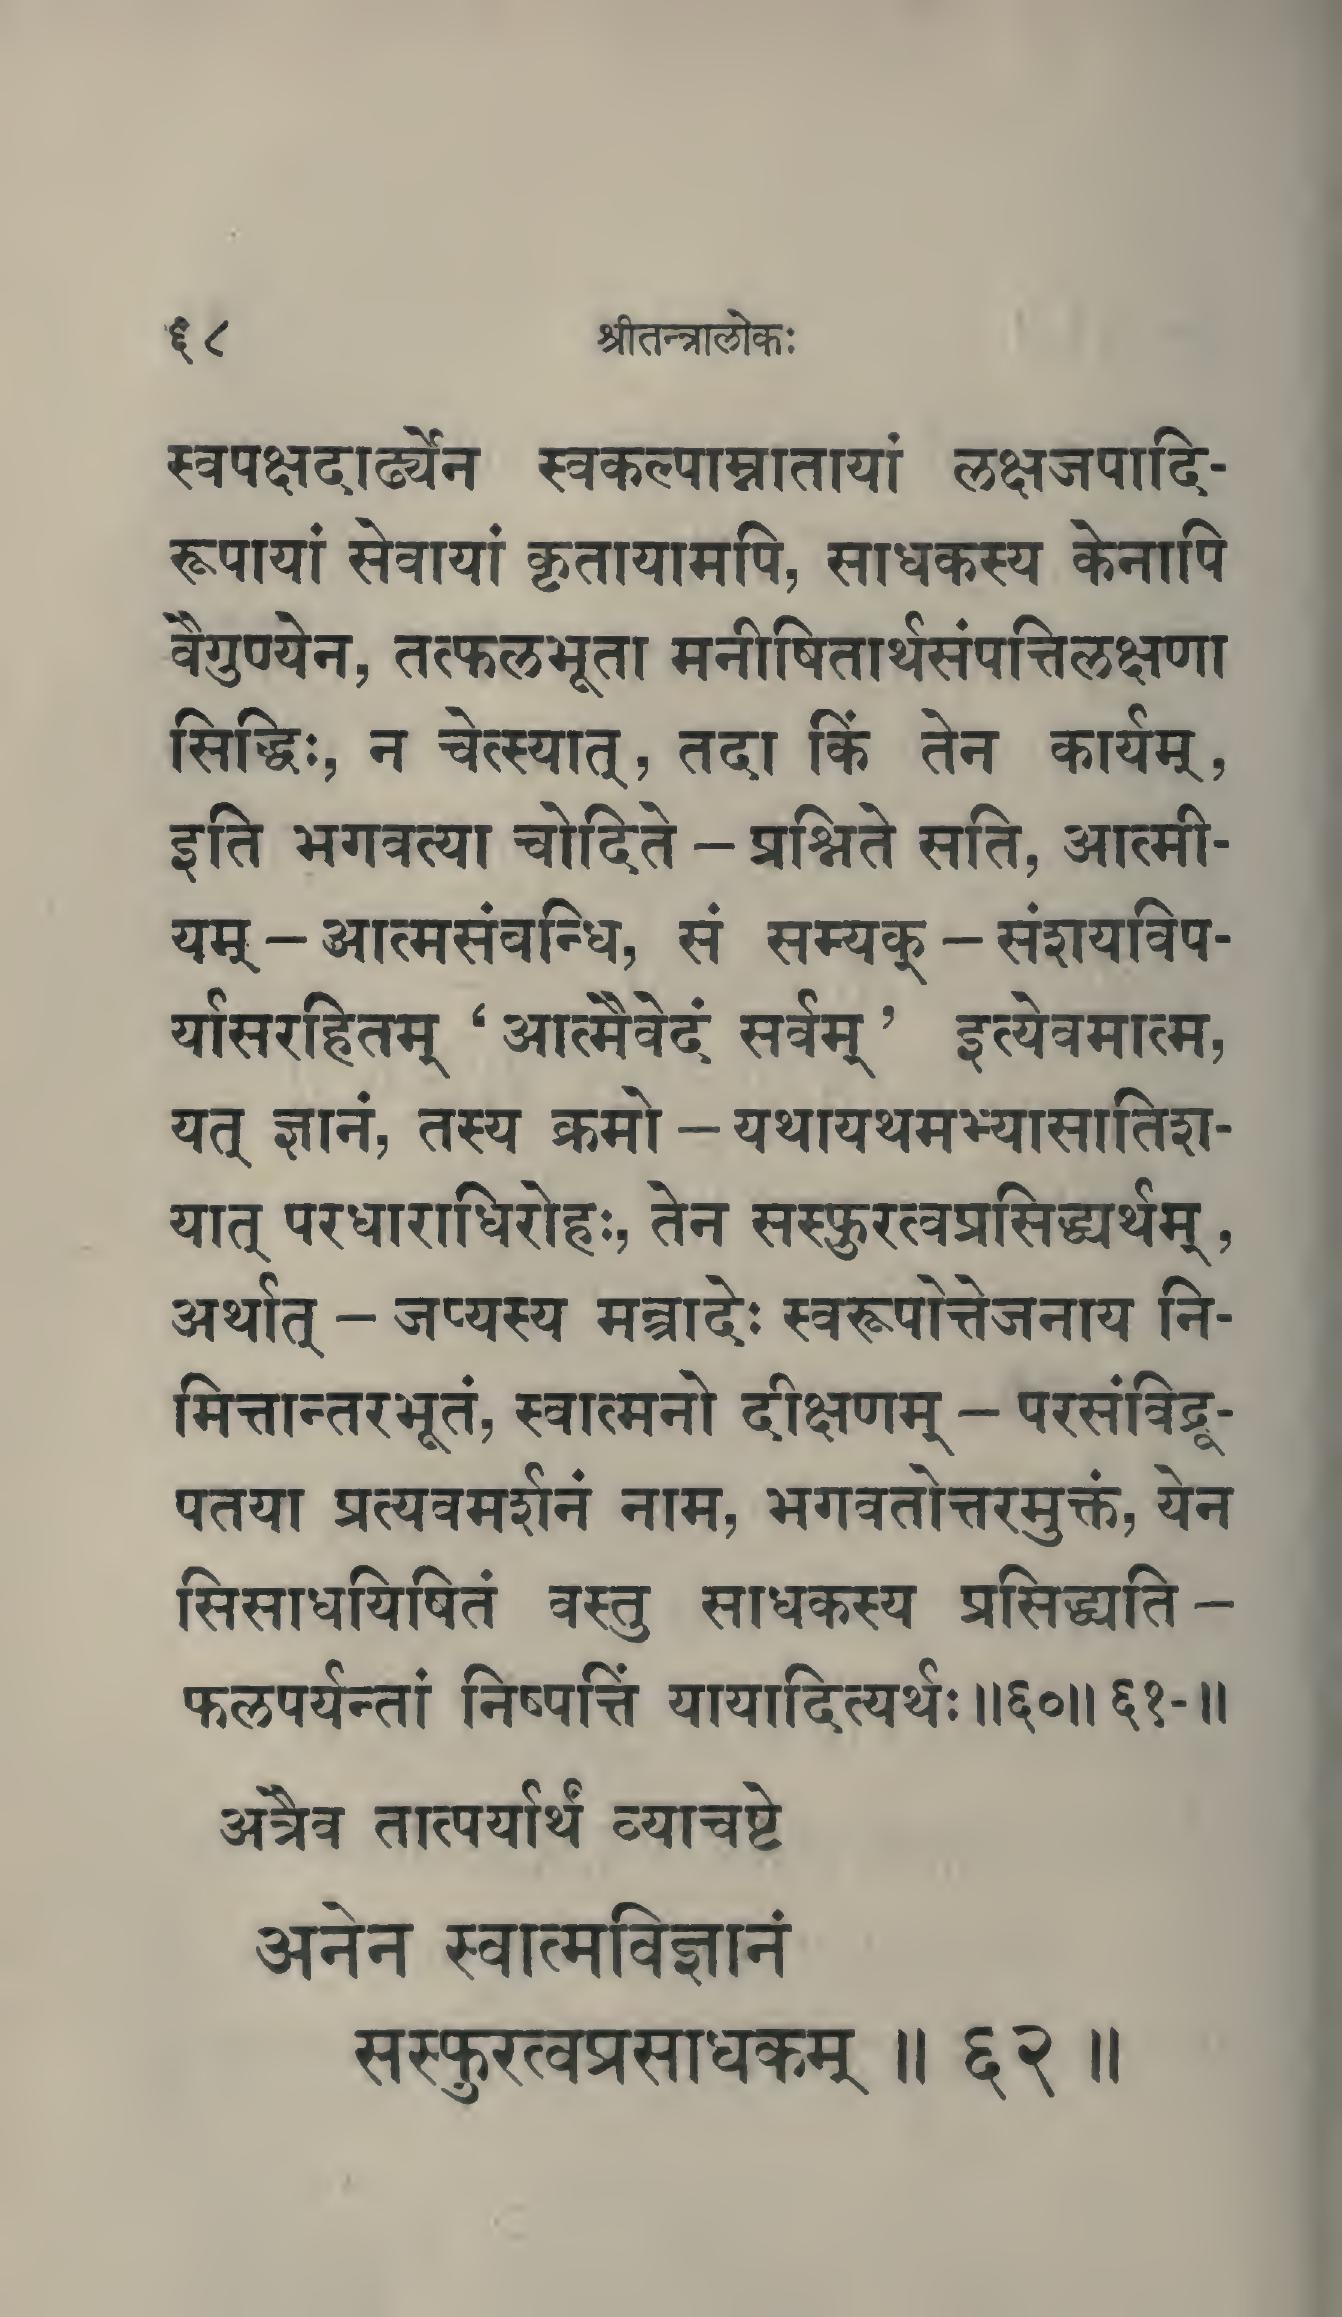 ६८ श्रीतन्त्रालोकः
स्वपक्षदार्ढ्येन स्वकल्पाम्नातायां लक्षजपादि-
रूपायां सेवायां कृतायामपि, साधकस्य केनापि
वैगुण्येन, तत्फलभूता मनीषितार्थसंपत्तिलक्षणा
सिद्धिः, न चेत्स्यात्, तदा किं तेन कार्यम्,
इति भगवत्या चोदिते – प्रश्निते सति, आत्मी-
यम् – आत्मसंबन्धि, सं सम्यक् – संशयविप-
र्यासरहितम् ‘आत्मैवेदं सर्वम्’ इत्येवमात्म,
यत् ज्ञानं, तस्य क्रमो – यथायथमभ्यासातिश-
यात् परधाराधिरोहः, तेन सस्फुरत्वप्रसिद्ध्यर्थम्,
अर्थात् – जप्यस्य मन्त्रादेः स्वरूपोत्तेजनाय नि-
मित्तान्तरभूतं, स्वात्मनो दीक्षणम् – परसंविद्रू-
पतया प्रत्यवमर्शनं नाम, भगवतोत्तरमुक्तं, येन
सिसाधयिषितं वस्तु साधकस्य प्रसिद्ध्यति –
फलपर्यन्तां निष्पत्तिं यायादित्यर्थः॥६०॥ ६१-॥
अत्रैव तात्पर्यार्थं व्याचष्टे
अनेन स्वात्मविज्ञानं
सस्फुरत्वप्रसाधकम् ॥ ६२ ॥